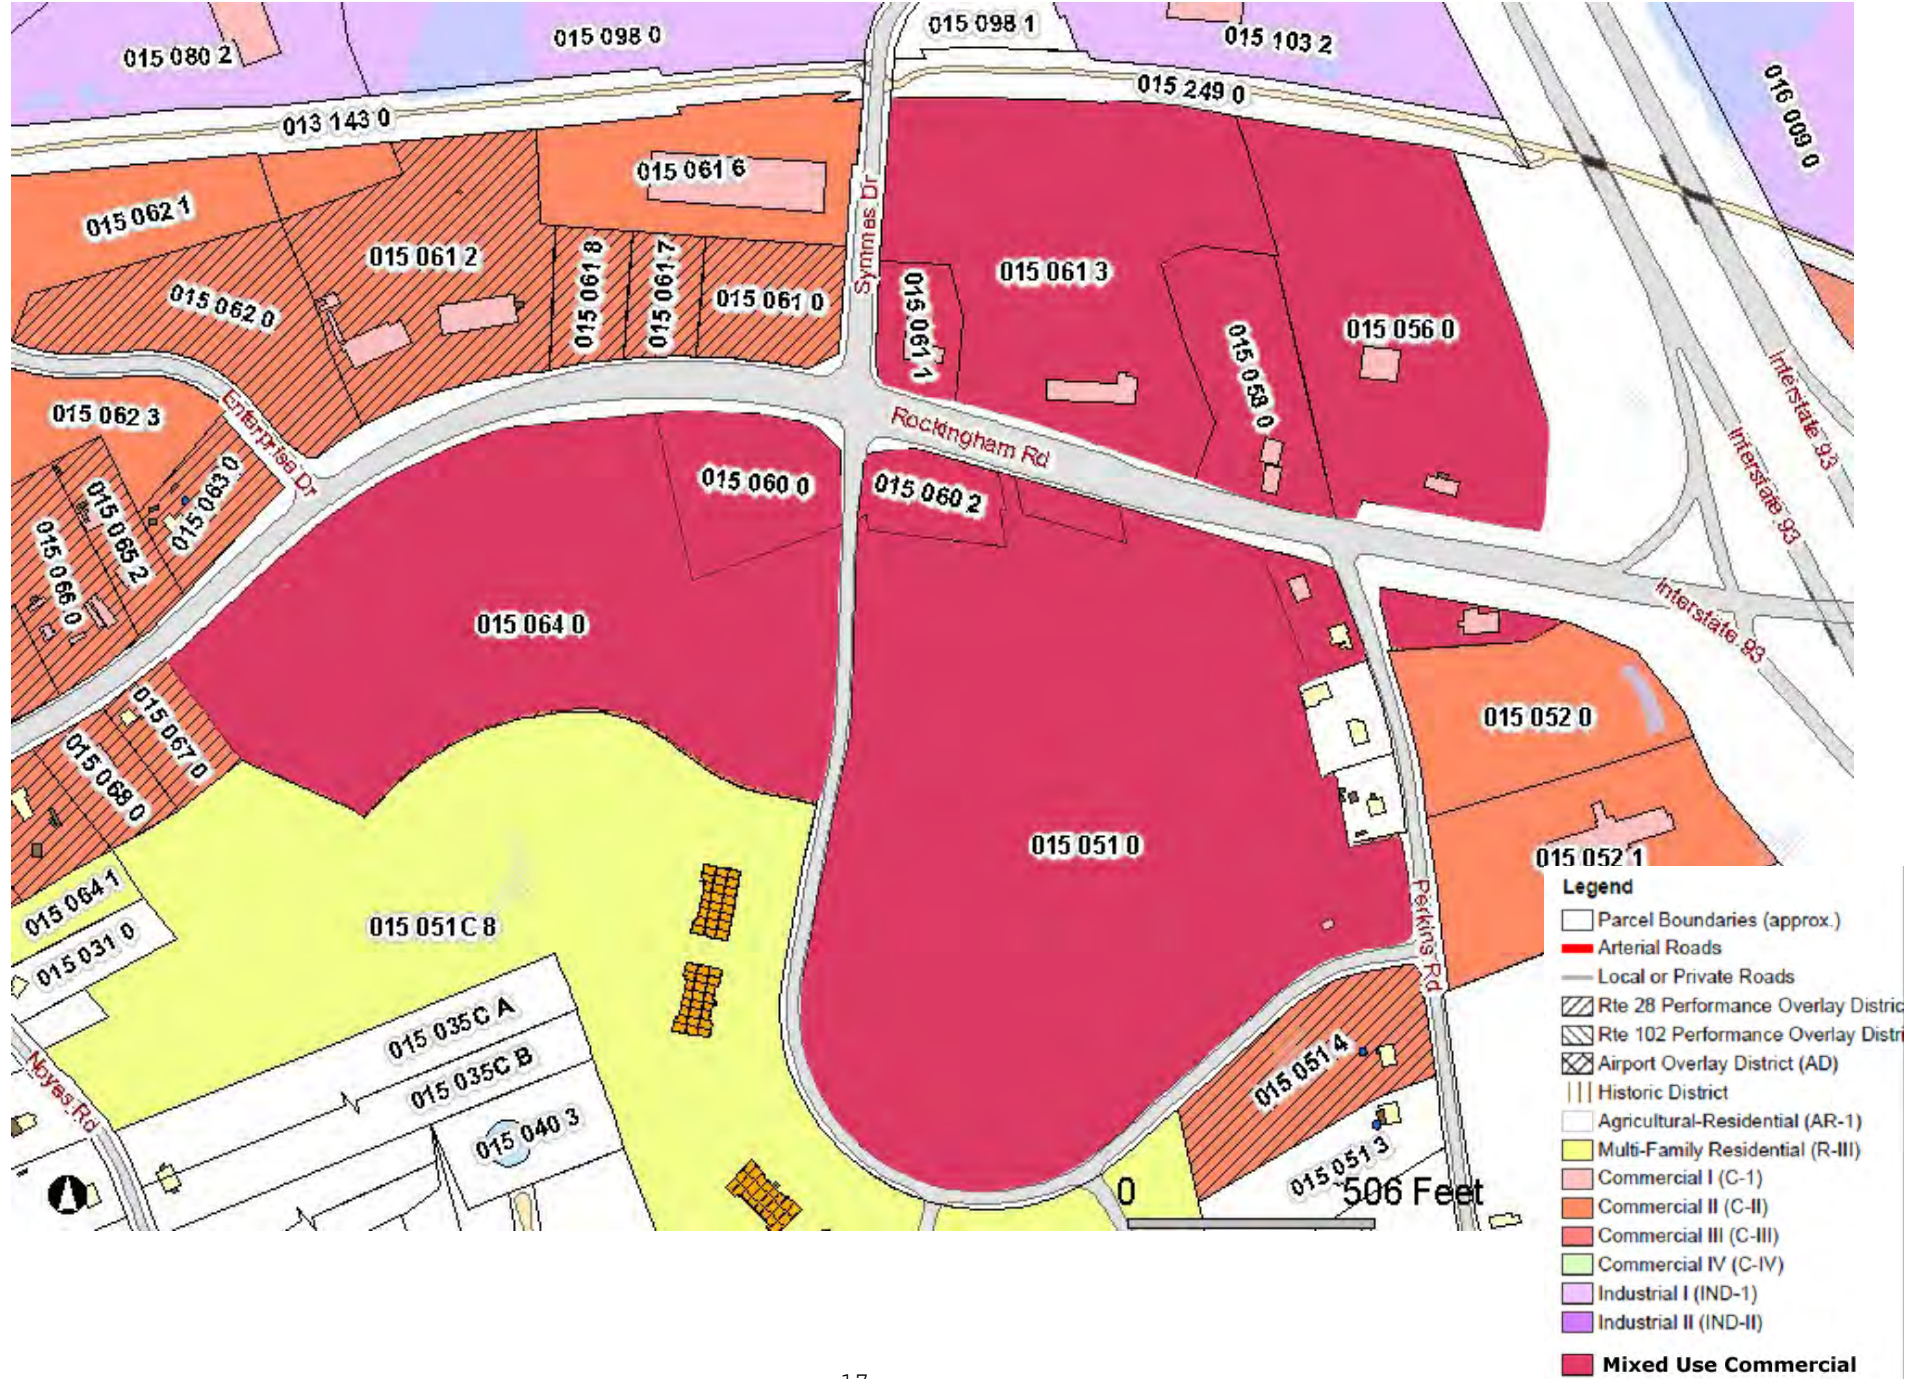 015 098 1
015 080 2
015 098 0
015 103 2
015 249 0
016 009 0
013 143 0
015 061 6
015 062 1
Symmes Dr
015 061 2
015 061 8
015 061 7
015 061 0
015 062 0
015 061 1
015 061 3
015 058 0
015 056 0
Interstate 93
Interstate 93
015 062 3
Enterprise Dr
Rockingham Rd
015 063 0
015 065 2
015 066 0
015 060 0
015 060 2
015 064 0
Interstate 93
015 067 0
015 068 0
015 052 0
015 051 0
015 052 1
015 064 1
015 031 0
015 051C 8
Perkins Rd
015 035C A
015 035C B
015 040 3
Noyes Rd
015 051 4
015 051 3
0 506 Feet
Legend
Parcel Boundaries (approx.)
Arterial Roads
Local or Private Roads
Rte 28 Performance Overlay Distric
Rte 102 Performance Overlay Distri
Airport Overlay District (AD)
Historic District
Agricultural-Residential (AR-1)
Multi-Family Residential (R-III)
Commercial I (C-1)
Commercial II (C-II)
Commercial III (C-III)
Commercial IV (C-IV)
Industrial I (IND-1)
Industrial II (IND-II)
Mixed Use Commercial
17